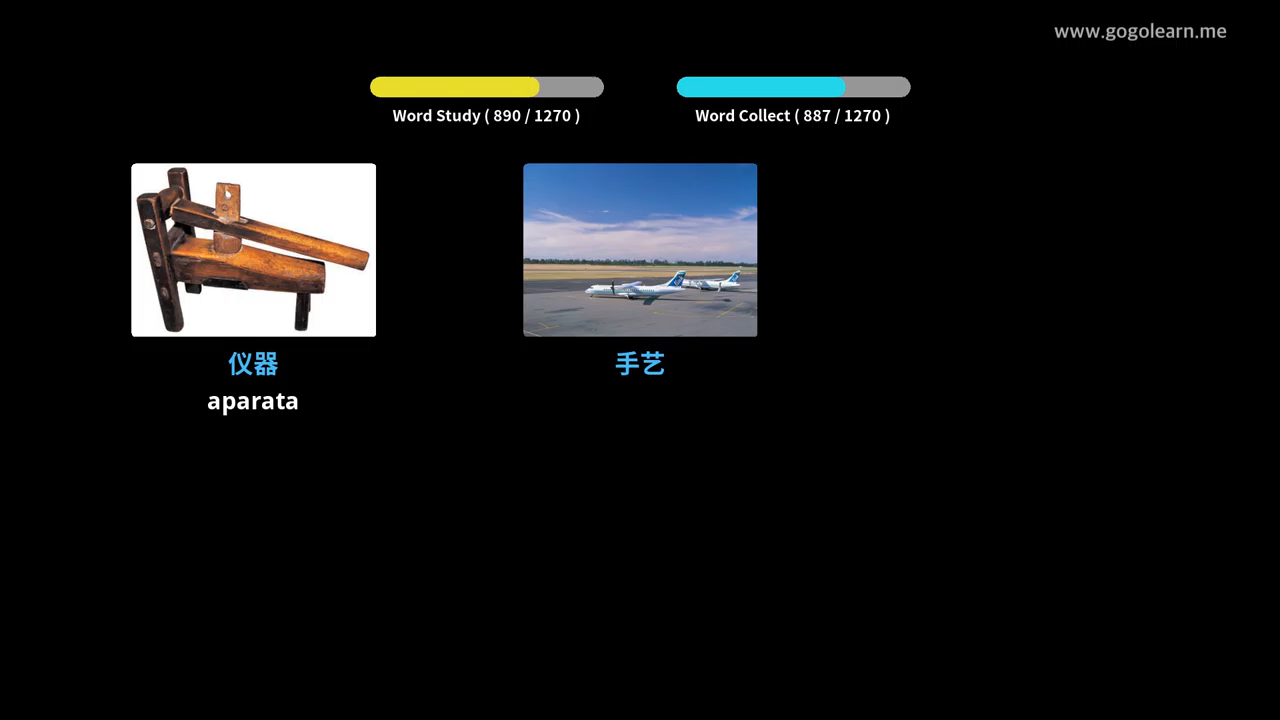 www.gogolearn.me
Word Study ( 890 / 1270 )
Word Collect ( 887 / 1270 )
仪器
手艺
aparata